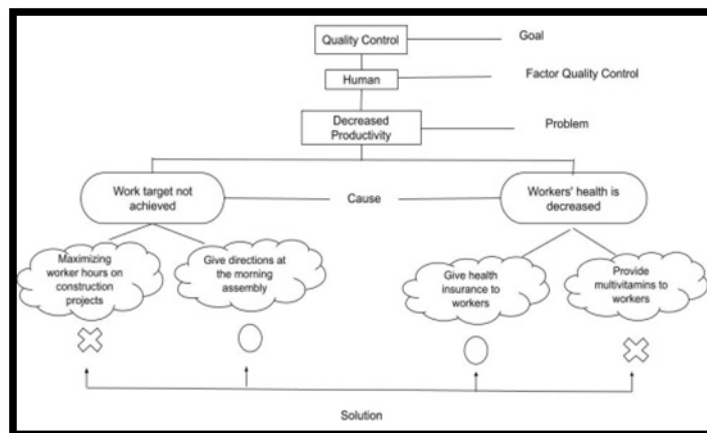 Quality Control
Goal
Human
Factor Quality Control
Decreased
Productivity
Problem
Work target not
achieved
Cause
Workers' health is
decreased
Maximizing
worker hours on
construction
projects
Give directions at
the morning
assembly
Give health
insurance to
workers
Provide
multivitamins to
workers
Solution